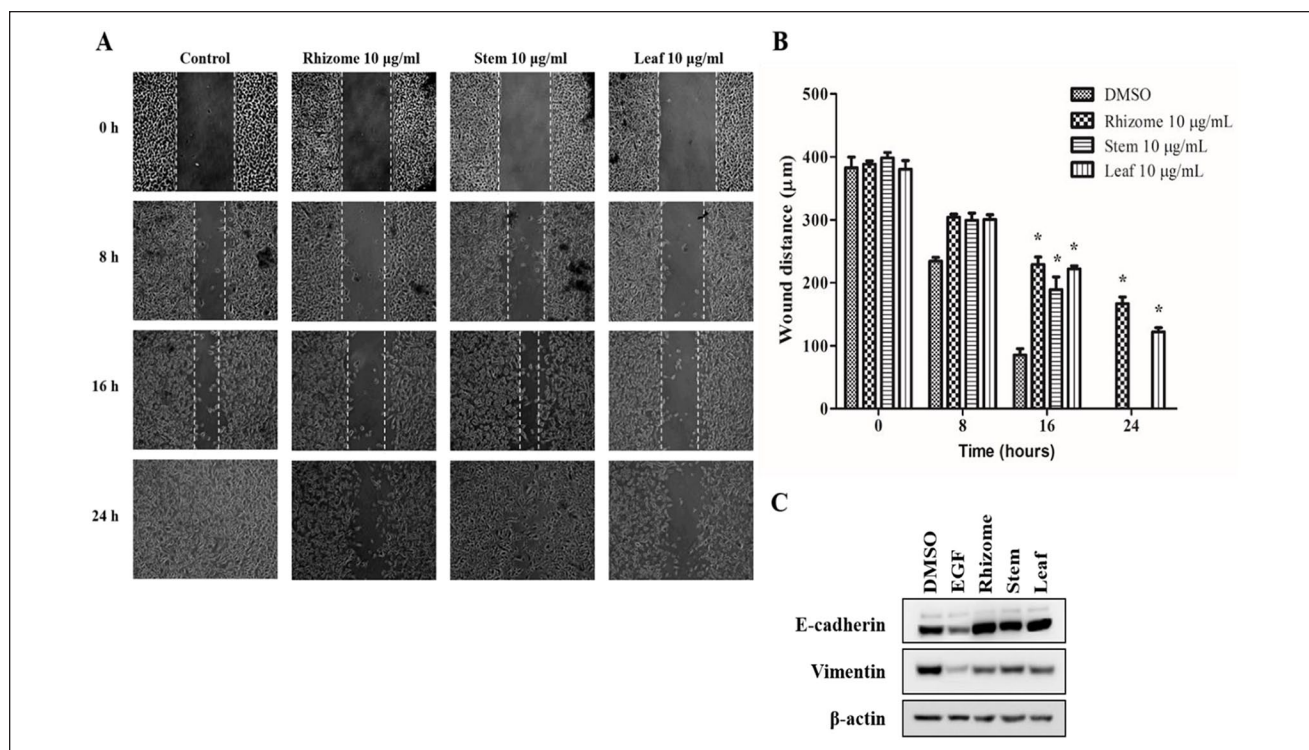 A
Control Rhizome 10 μg/ml Stem 10 μg/ml Leaf 10 μg/ml
0 h
8 h
16 h
24 h
B
500
400
300
200
100
0
Wound distance (μm)
DMSO
Rhizome 10 μg/mL
Stem 10 μg/mL
Leaf 10 μg/mL
* * *
* *
0 8 16 24
Time (hours)
C
DMSO EGF Rhizome Stem Leaf
E-cadherin
Vimentin
β-actin